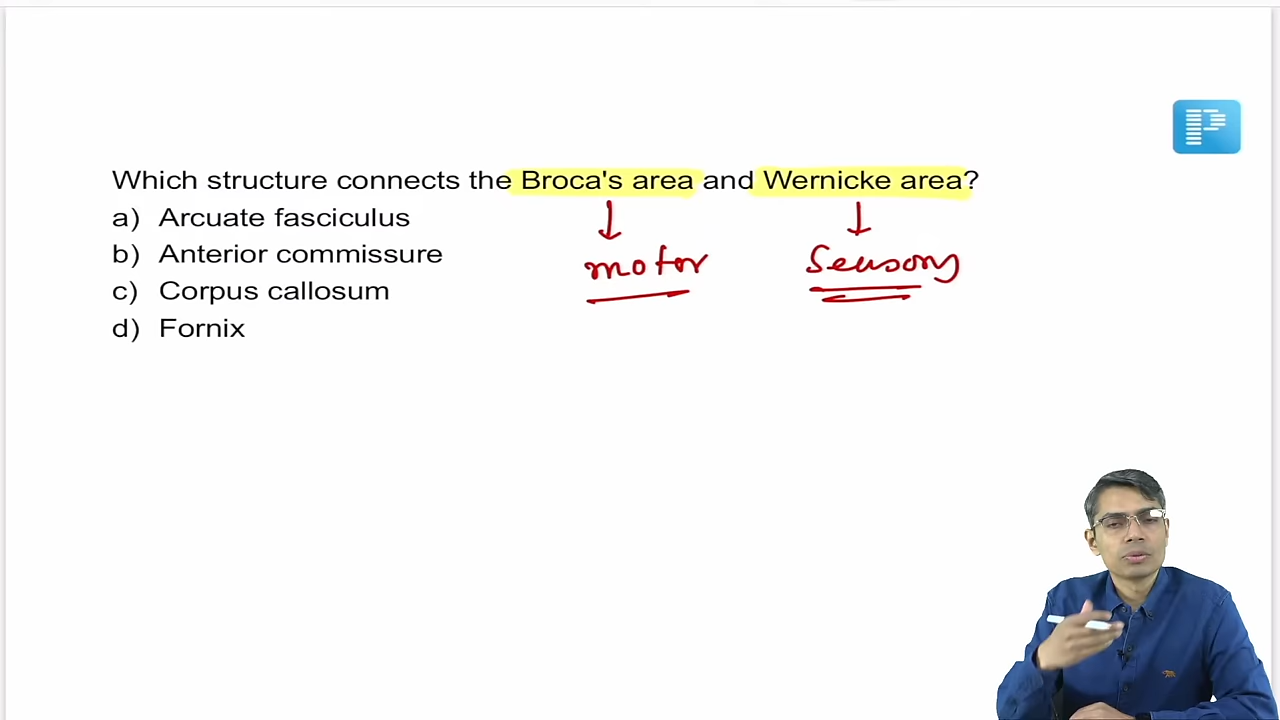 Which structure connects the Broca's area and Wernicke area?
a) Arcuate fasciculus
b) Anterior commissure
c) Corpus callosum
d) Fornix
motor
Sensory
P